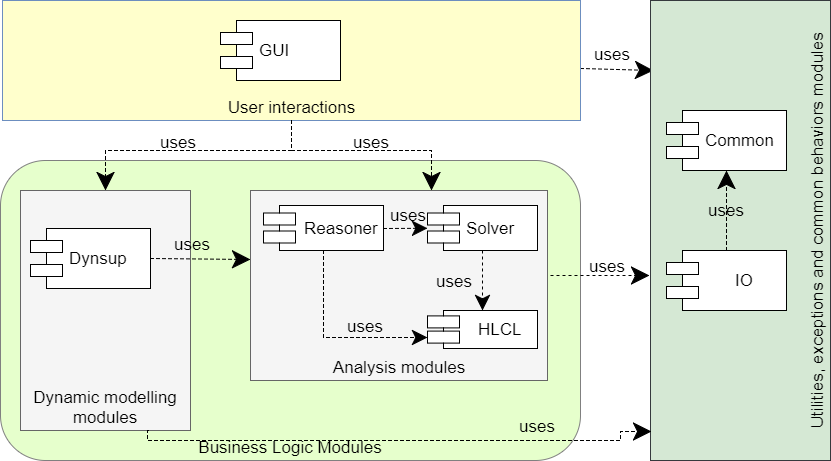 GUI
User interactions
uses
uses
uses
Utilities, exceptions and common behaviors modules
Common
uses
IO
Dynsup
uses
Reasoner
uses
Solver
uses
uses
HLCL
Analysis modules
uses
Dynamic modelling
modules
uses
Business Logic Modules